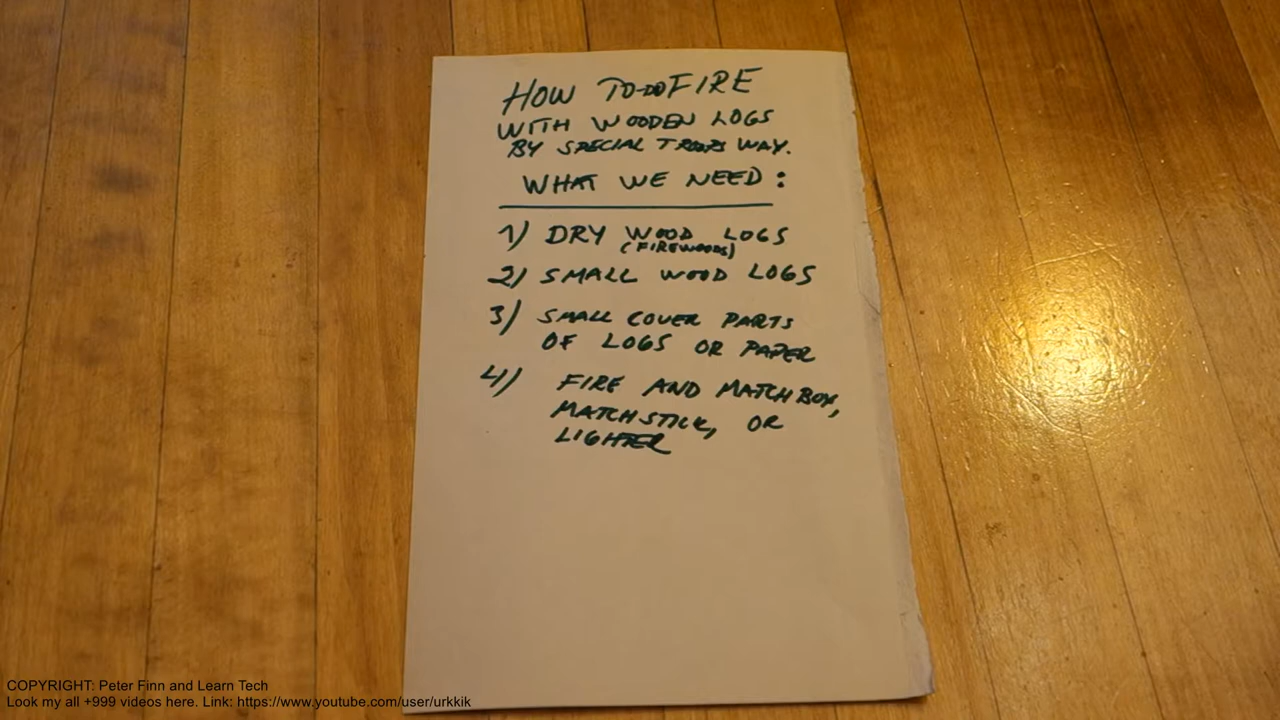 HOW TO-DO FIRE
WITH WOODEN LOGS
BY SPECIAL TROOPS WAY.
WHAT WE NEED:
1) DRY WOOD LOGS
(FIREWOODS)
2) SMALL WOOD LOGS
3) SMALL COVER PARTS
OF LOGS OR PAPER
4) FIRE AND MATCHBOX,
MATCHSTICK, OR
LIGHTER
COPYRIGHT: Peter Finn and Learn Tech
Look my all +999 videos here. Link: https://www.youtube.com/user/urkkik